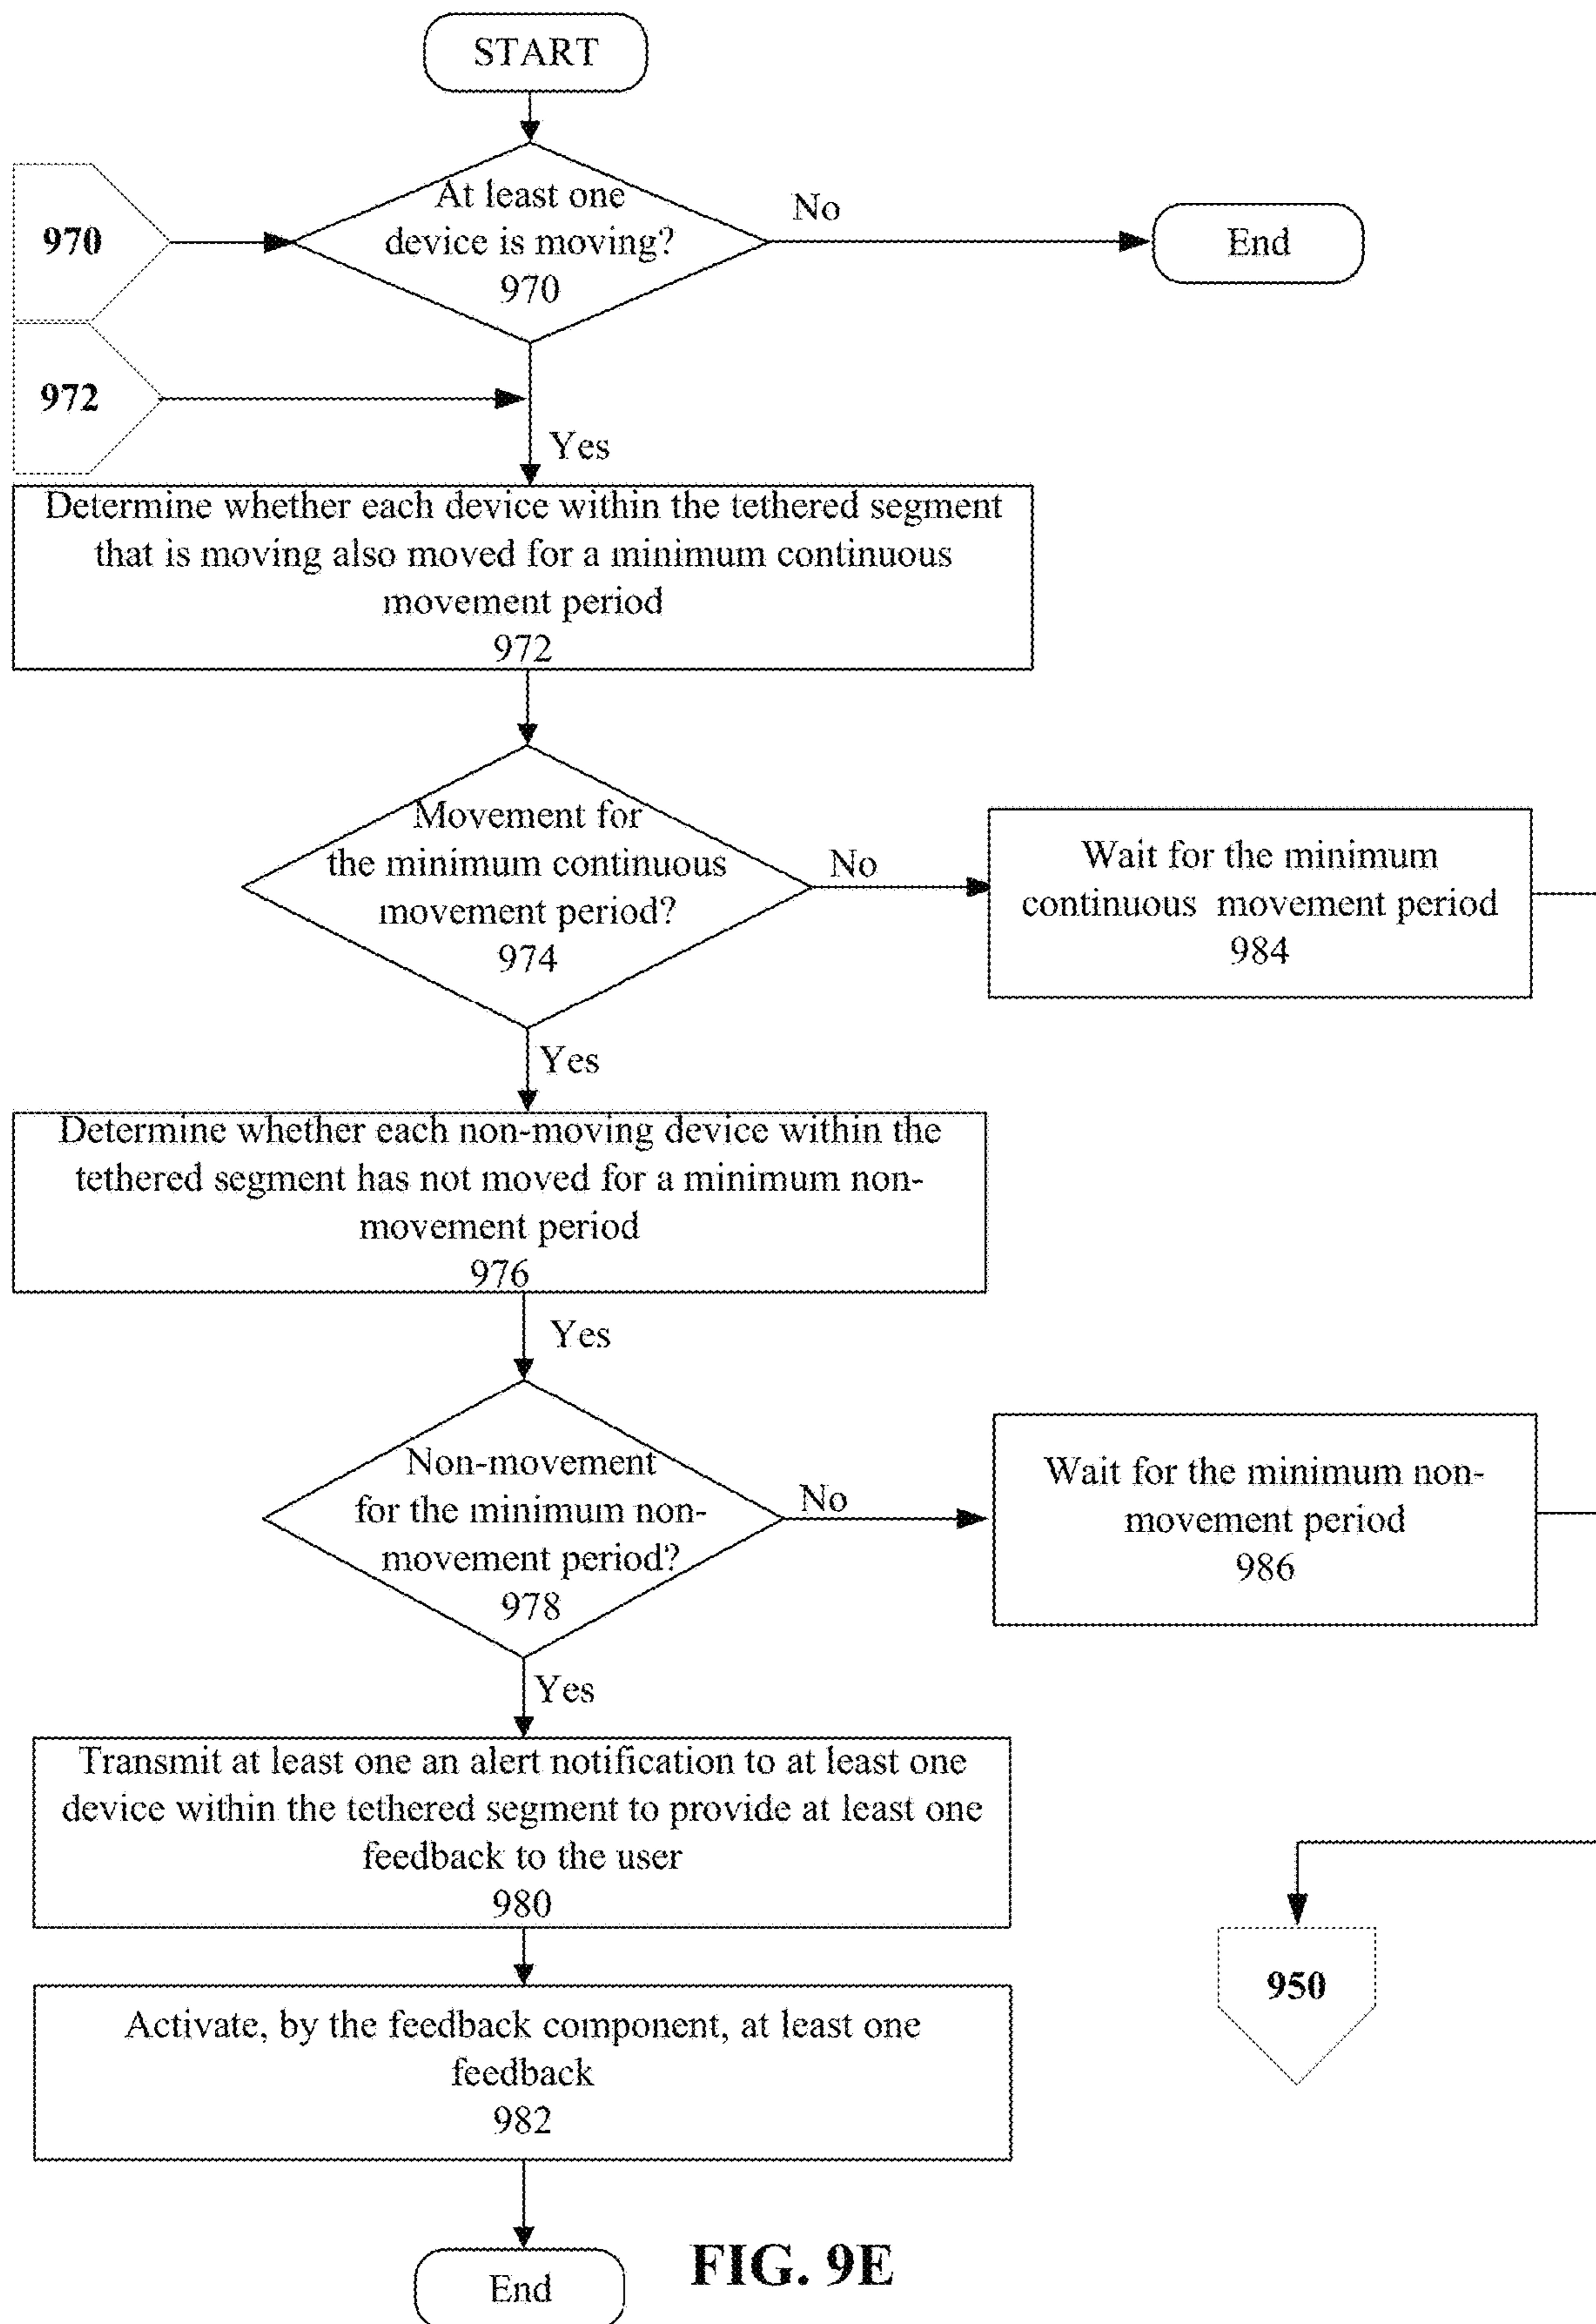 START
At least one
device is moving?
970
No
End
970
972
Yes
Determine whether each device within the tethered segment
that is moving also moved for a minimum continuous
movement period
972
Movement for
the minimum continuous
movement period?
974
No
Wait for the minimum
continuous movement period
984
Yes
Determine whether each non-moving device within the
tethered segment has not moved for a minimum non-
movement period
976
Yes
Non-movement
for the minimum non-
movement period?
978
No
Wait for the minimum non-
movement period
986
Yes
Transmit at least one an alert notification to at least one
device within the tethered segment to provide at least one
feedback to the user
980
950
Activate, by the feedback component, at least one
feedback
982
End
FIG. 9E